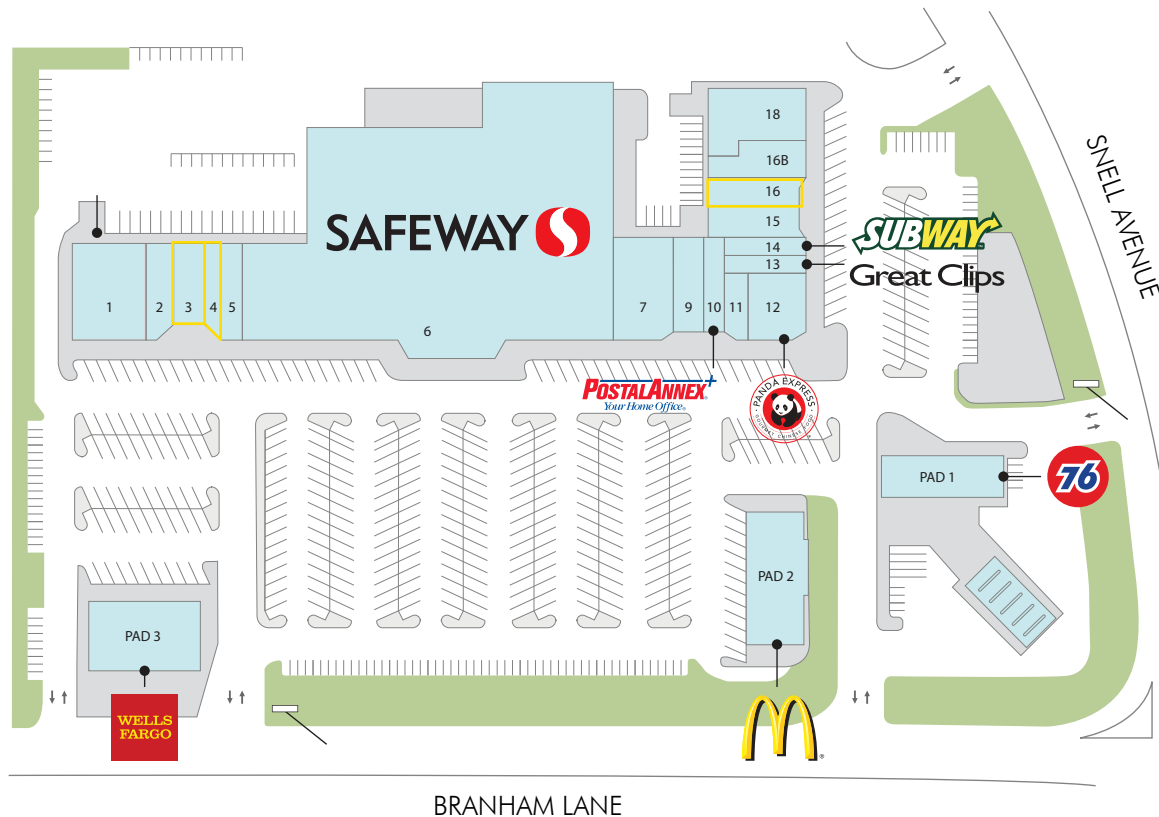 18
16B
16
15
14
13
SAFEWAY
SUBWAY
Great Clips
SNELL AVENUE
1
2
3
4
5
6
7
9
10
11
12
POSTALANNEX+
Your Home Office®
PANDA EXPRESS
GOURMET CHINESE FOOD
PAD 1
76
PAD 2
PAD 3
WELLS
FARGO
M
®
BRANHAM LANE